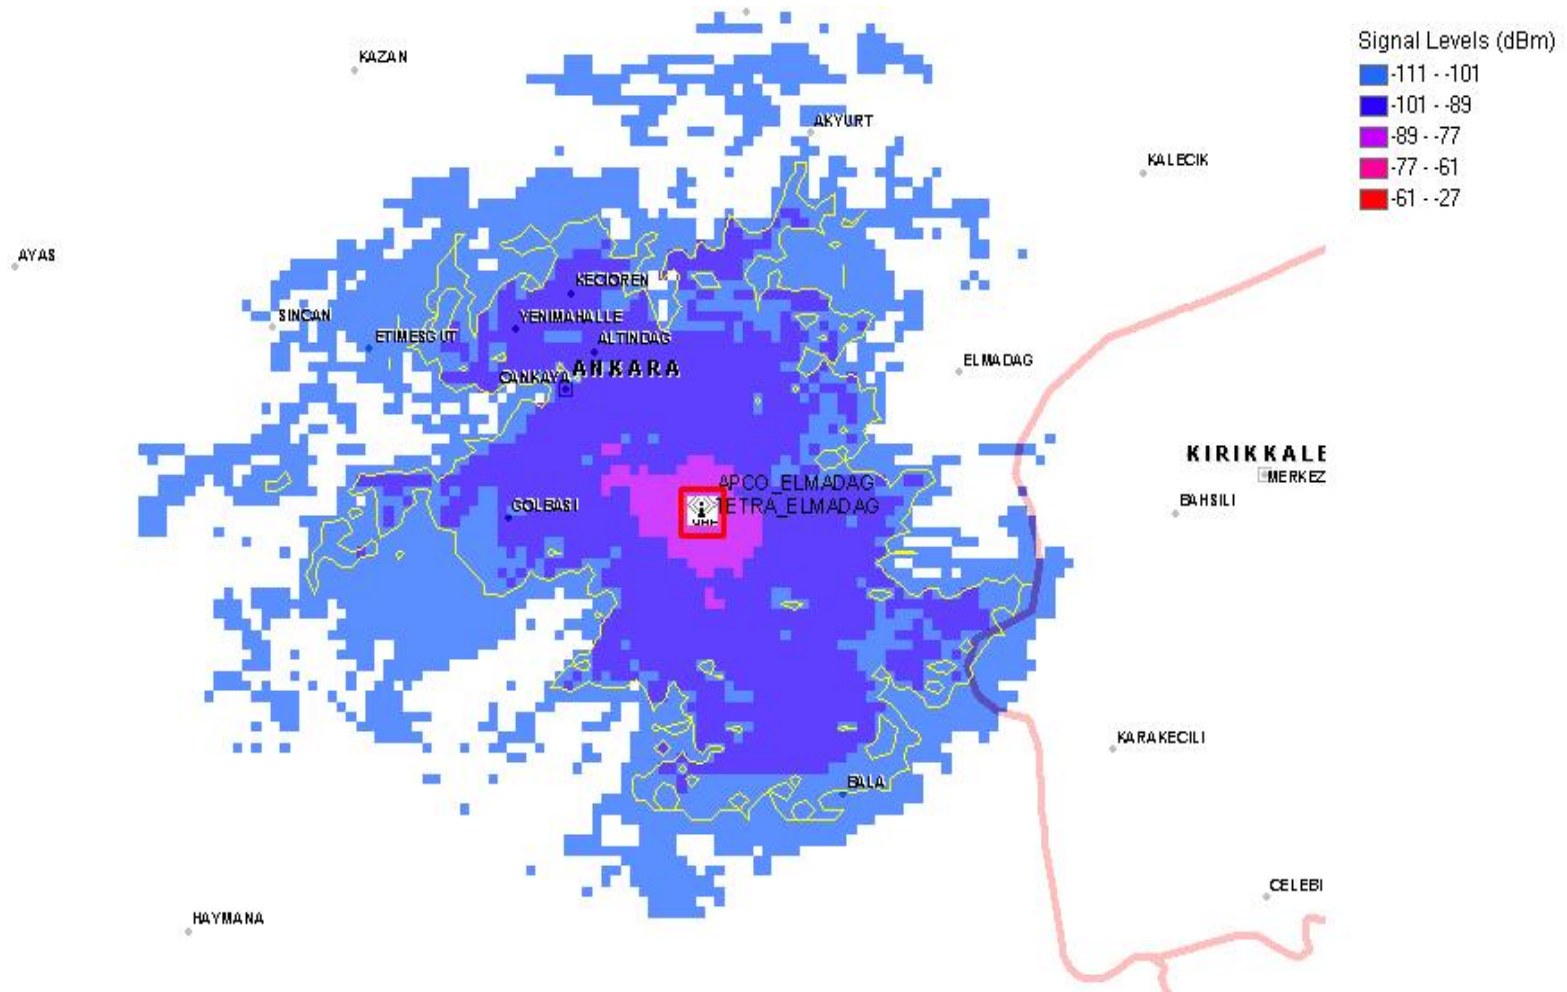 Signal Levels (dBm)
-111 - -101
-101 - -89
-89 - -77
-77 - -61
-61 - -27
KAZAN
AKYURT
KALECIK
AYAS
KECIOREN
SINCAN
YENIMAHALLE
ETIMESGUT
ALTINDAG
ELMADAG
ANKARA
CANKAYA
KIRIKKALE
MERKEZ
APCO_ELMADAG
GOLBASI
TETRA_ELMADAG
BAHSILI
KARAKECILI
BALA
CELEBI
HAYMANA